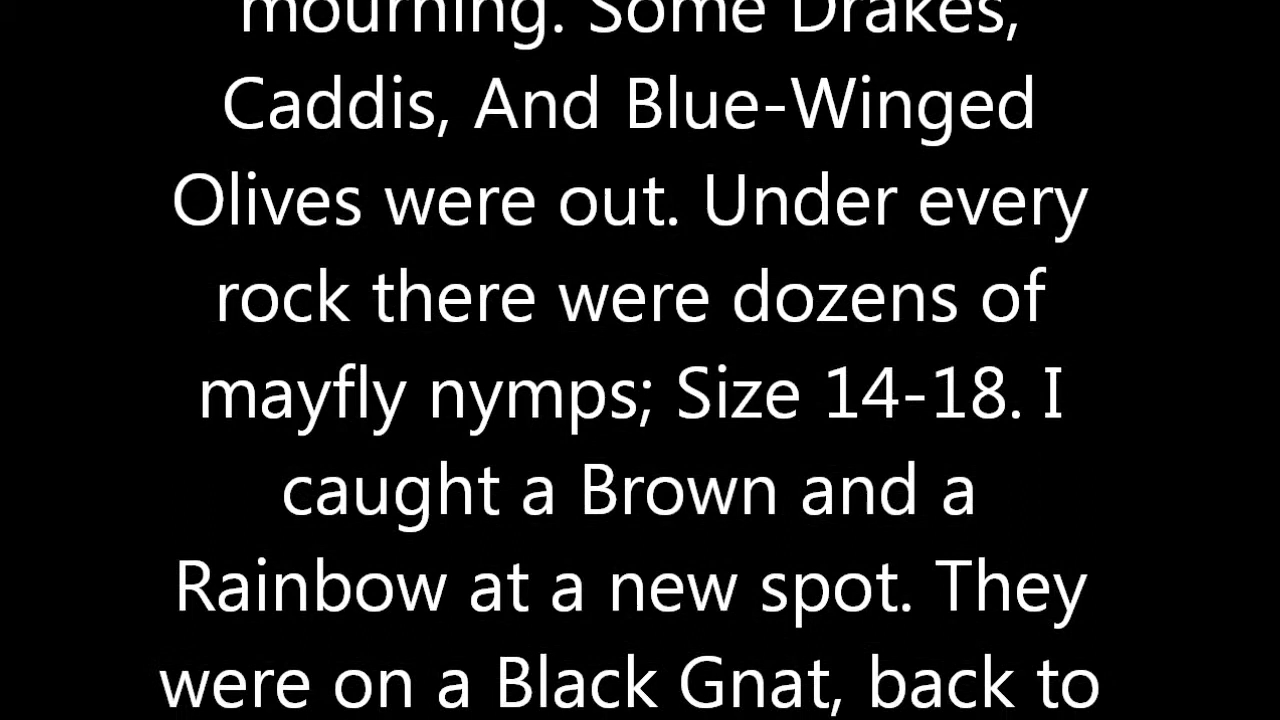 mourning. Some Drakes,
Caddis, And Blue-Winged
Olives were out. Under every
rock there were dozens of
mayfly nymps; Size 14-18. I
caught a Brown and a
Rainbow at a new spot. They
were on a Black Gnat, back to